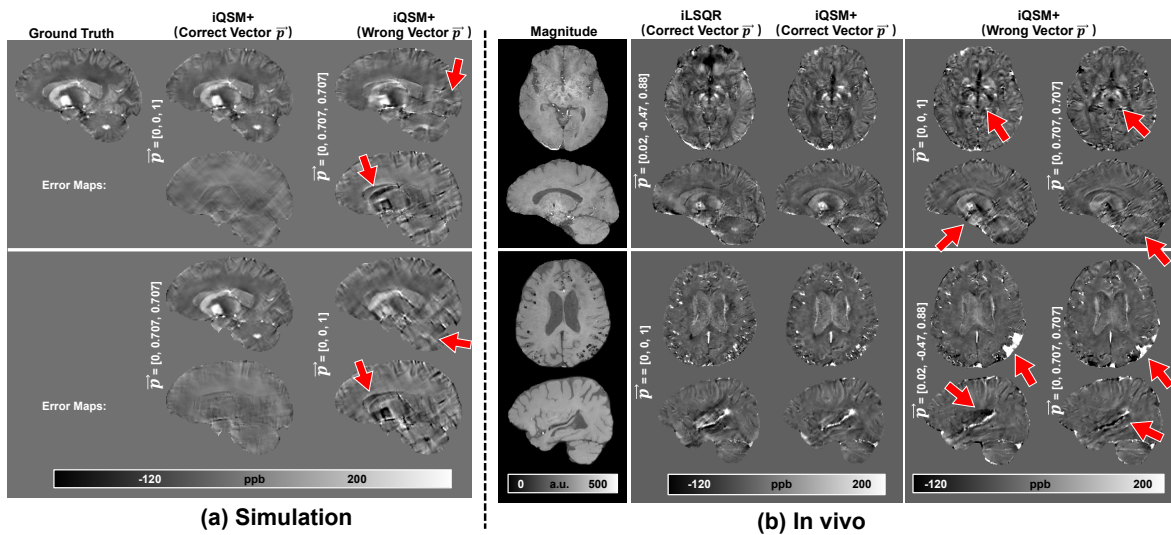 Ground Truth
iQSM+
(Correct Vector p⃗)
iQSM+
(Wrong Vector p⃗)
p⃗ = [0, 0, 1]
p⃗ = [0, 0.707, 0.707]
Error Maps:
p⃗ = [0, 0.707, 0.707]
p⃗ = [0, 0, 1]
Error Maps:
-120 ppb 200
(a) Simulation
Magnitude
iLSQR
(Correct Vector p⃗)
iQSM+
(Correct Vector p⃗)
iQSM+
(Wrong Vector p⃗)
p⃗ = [0.02, -0.47, 0.88]
p⃗ = [0, 0, 1]
p⃗ = [0, 0.707, 0.707]
p⃗ = = [0, 0, 1]
p⃗ = [0.02, -0.47, 0.88]
p⃗ = [0, 0.707, 0.707]
0 a.u. 500
-120 ppb 200
-120 ppb 200
(b) In vivo